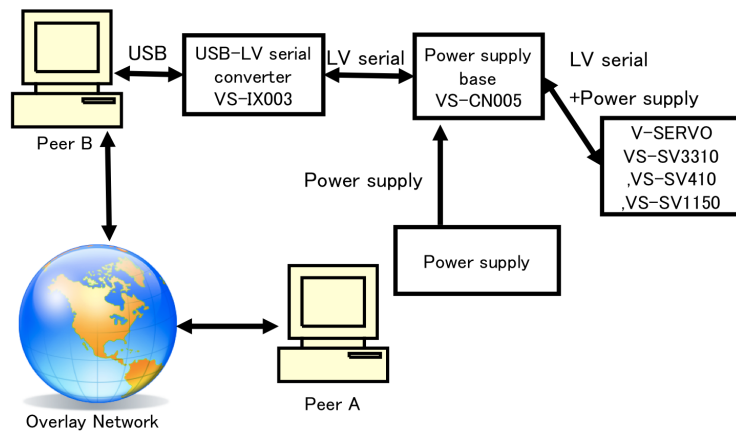 USB
USB-LV serial
converter
VS-IX003
LV serial
Power supply
base
VS-CN005
LV serial
+Power supply
V-SERVO
VS-SV3310
,VS-SV410
,VS-SV1150
Peer B
Power supply
Power supply
Peer A
Overlay Network